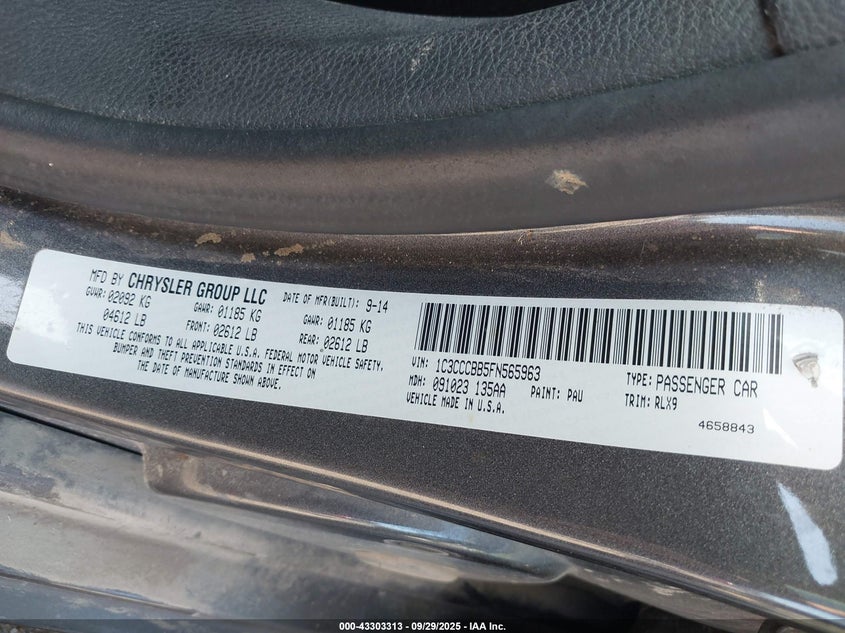 MFD BY CHRYSLER GROUP LLC DATE OF MFR(BUILT): 9-14
GVWR: 02092 KG GAWR: 01185 KG GAWR: 01185 KG
04612 LB FRONT: 02612 LB REAR: 02612 LB
THIS VEHICLE CONFORMS TO ALL APPLICABLE U.S.A. FEDERAL MOTOR VEHICLE SAFETY,
BUMPER AND THEFT PREVENTION STANDARDS IN EFFECT ON
THE DATE OF MANUFACTURE SHOWN ABOVE.
VIN: 1C3CCCBB5FN565963 TYPE: PASSENGER CAR
MDH: 091023 135AA PAINT: PAU TRIM: RLX9
VEHICLE MADE IN U.S.A.
4658843
000-43303313 - 09/29/2025 - IAA Inc.